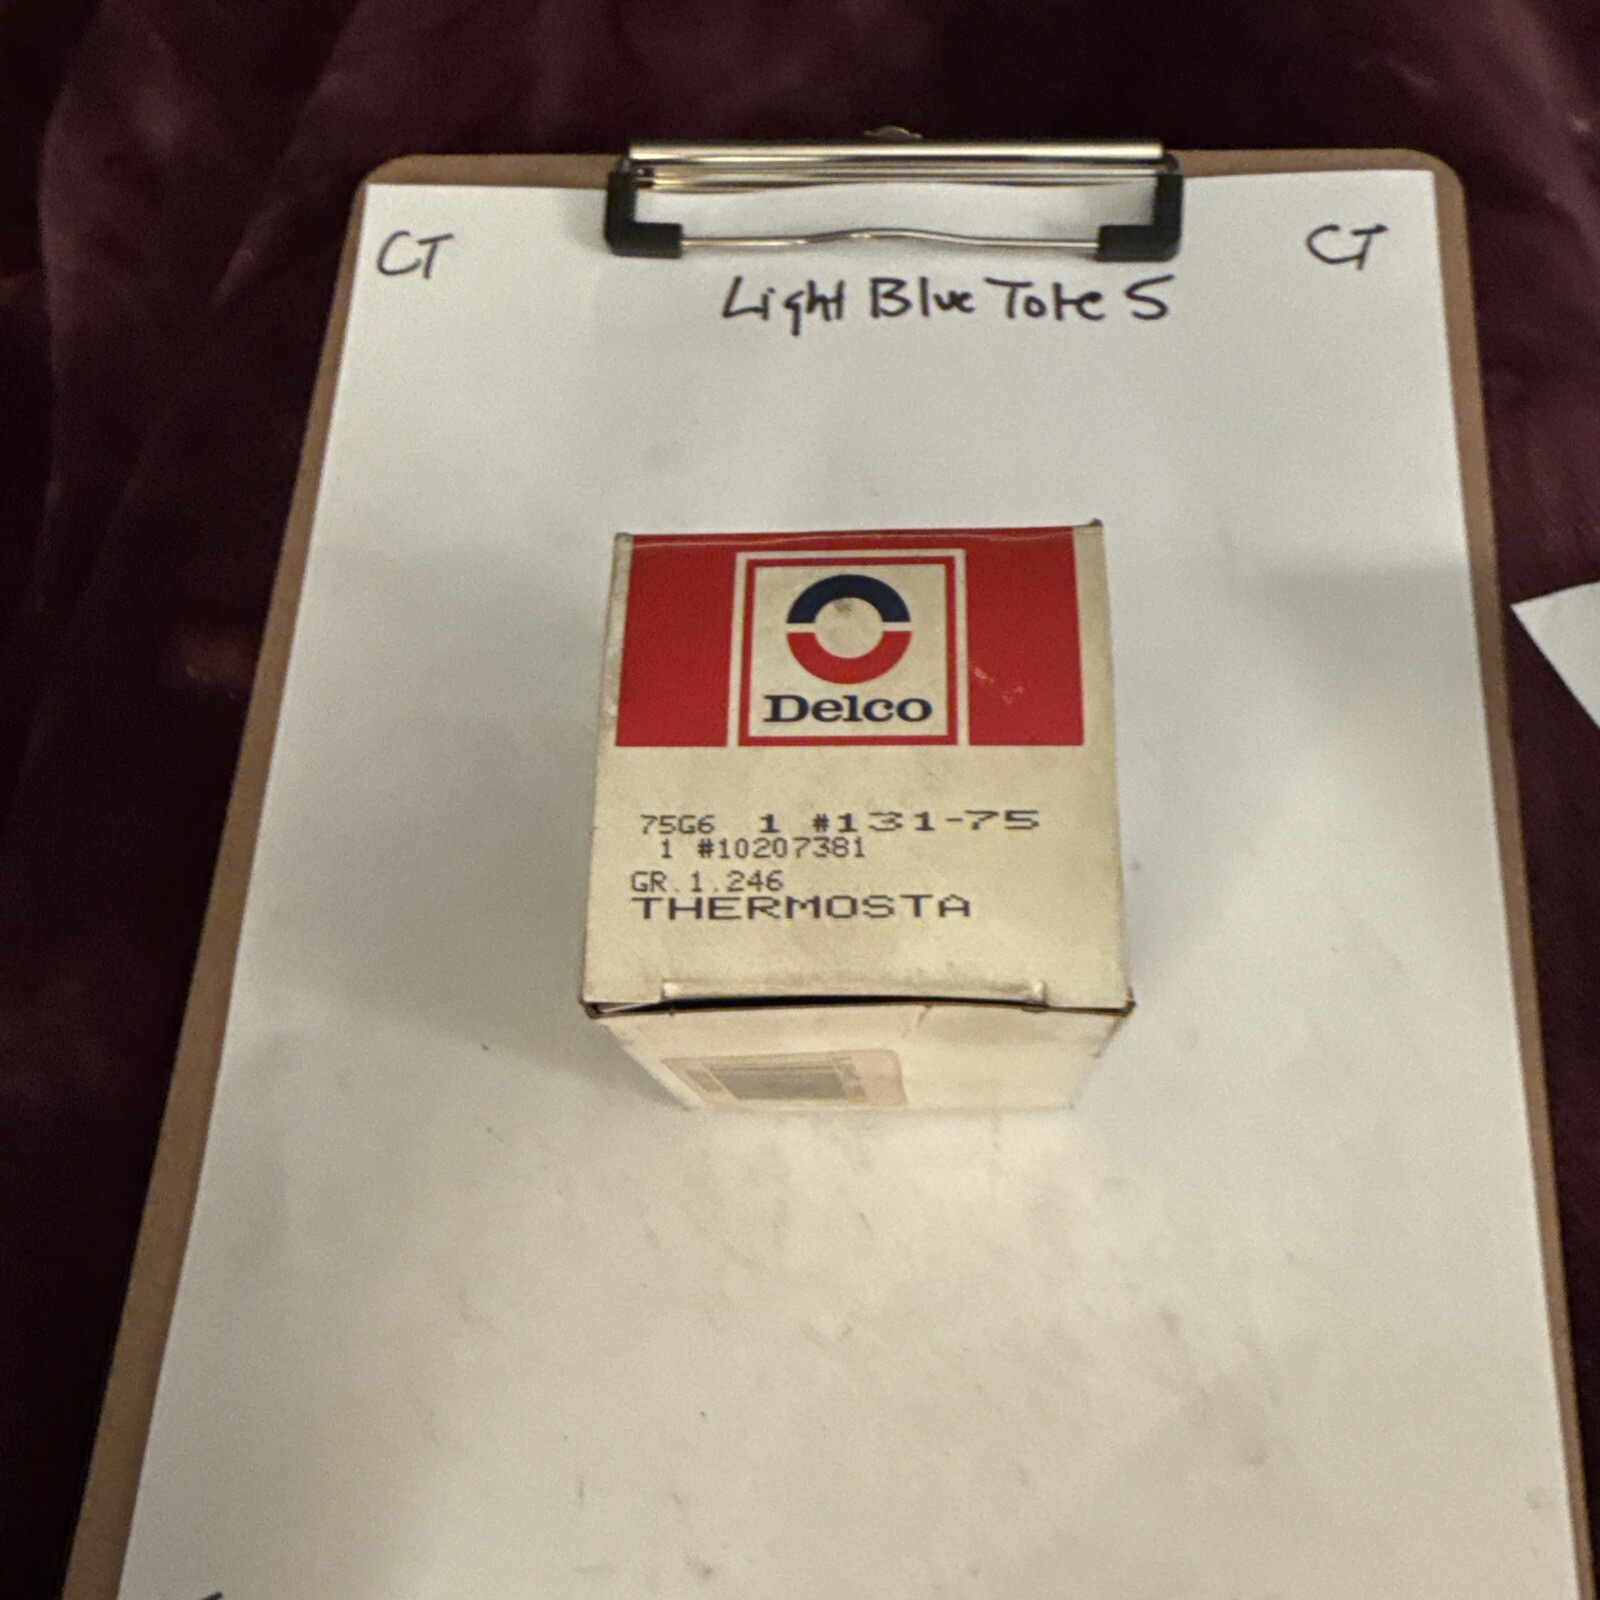 CT
CT
Light Blue Tote 5
Delco
75G6 1 #131-75
1 #10207381
GR.1.246
THERMOSTA